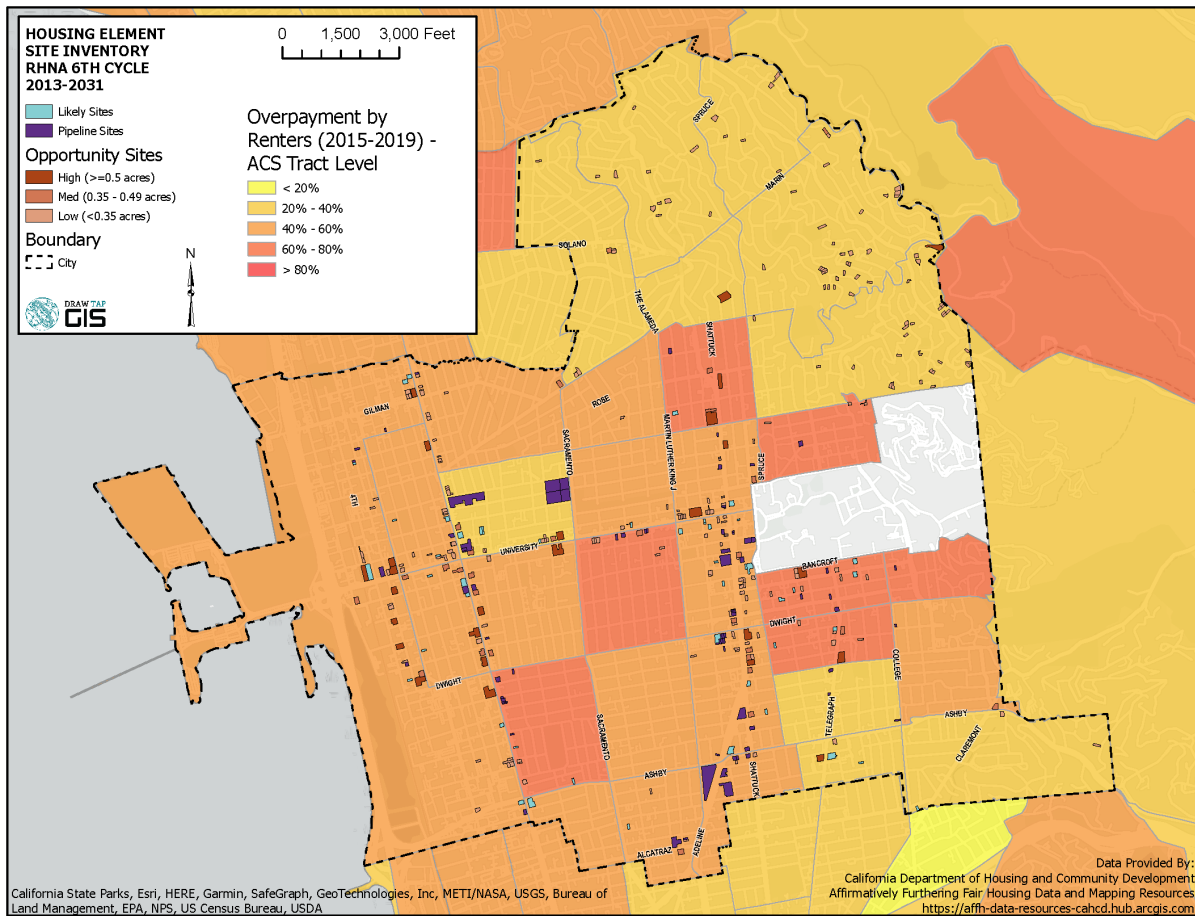 HOUSING ELEMENT
SITE INVENTORY
RHNA 6TH CYCLE
2013-2031
0 1,500 3,000 Feet
Likely Sites
Pipeline Sites
Opportunity Sites
High (>=0.5 acres)
Med (0.35 - 0.49 acres)
Low (<0.35 acres)
Boundary
City
Overpayment by
Renters (2015-2019) -
ACS Tract Level
< 20%
20% - 40%
40% - 60%
60% - 80%
> 80%
N
DRAW TAP
GIS
SPRUCE
MARIN
SOLANO
THE ALAMEDA
SHATTUCK
GILMAN
ROSE
SACRAMENTO
MARTIN LUTHER KING J
SPRUCE
4TH
UNIVERSITY
BANCROFT
DWIGHT
DWIGHT
COLLEGE
SACRAMENTO
TELEGRAPH
ASHBY
CLAREMONT
ASHBY
SHATTUCK
ALCATRAZ
ADELINE
California State Parks, Esri, HERE, Garmin, SafeGraph, GeoTechnologies, Inc, METI/NASA, USGS, Bureau of
Land Management, EPA, NPS, US Census Bureau, USDA
Data Provided By:
California Department of Housing and Community Development
Affirmatively Furthering Fair Housing Data and Mapping Resources
https://affh-data-resources-cahcd.hub.arcgis.com